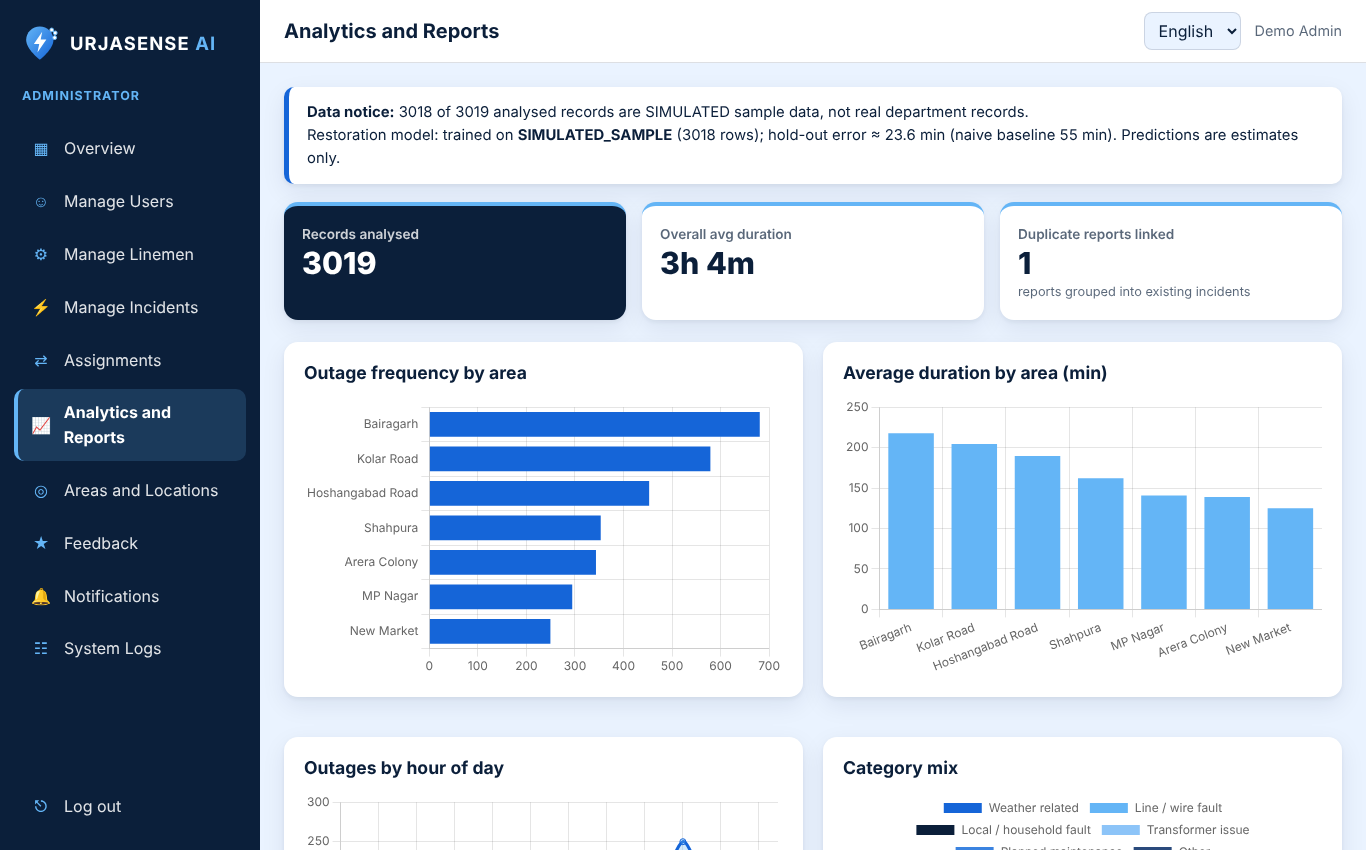 URJASENSE AI
ADMINISTRATOR
Overview
Manage Users
Manage Linemen
Manage Incidents
Assignments
Analytics and
Reports
Areas and Locations
Feedback
Notifications
System Logs
Log out
Analytics and Reports
English
Demo Admin
Data notice: 3018 of 3019 analysed records are SIMULATED sample data, not real department records.
Restoration model: trained on SIMULATED_SAMPLE (3018 rows); hold-out error ≈ 23.6 min (naive baseline 55 min). Predictions are estimates
only.
Records analysed
3019
Overall avg duration
3h 4m
Duplicate reports linked
1
reports grouped into existing incidents
Outage frequency by area
Bairagarh
Kolar Road
Hoshangabad Road
Shahpura
Arera Colony
MP Nagar
New Market
0 100 200 300 400 500 600 700
Average duration by area (min)
250
200
150
100
50
0
Bairagarh Kolar Road Hoshangabad Road Shahpura MP Nagar Arera Colony New Market
Outages by hour of day
300
250
Category mix
Weather related Line / wire fault
Local / household fault Transformer issue
Planned maintenance Other